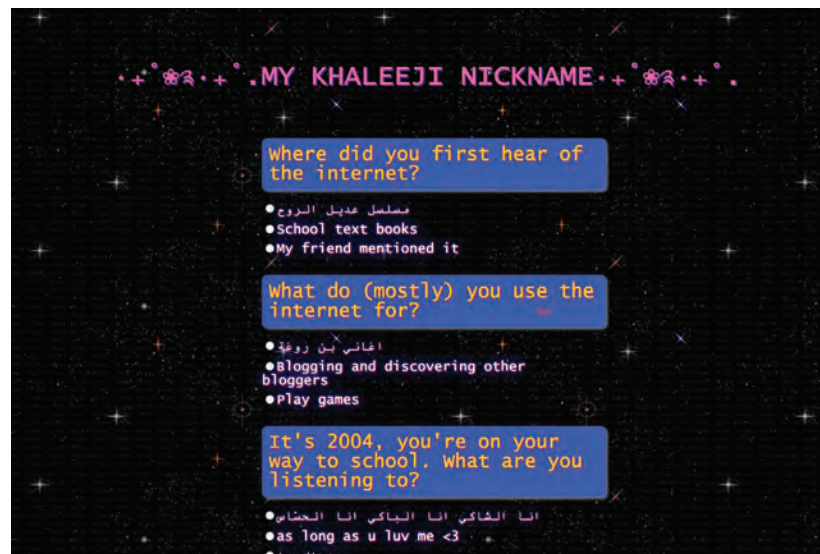 ·₊˚❀༉·₊˚.MY KHALEEJI NICKNAME·₊˚❀༉·₊˚.
Where did you first hear of
the internet?
●مسلسل عديل الروح
●School text books
●My friend mentioned it
What do (mostly) you use the
internet for?
●اغاني بن روغة
●Blogging and discovering other
bloggers
●Play games
It's 2004, you're on your
way to school. What are you
listening to?
●انا الشاكي انا الباكي انا الحساس
●as long as u luv me <3